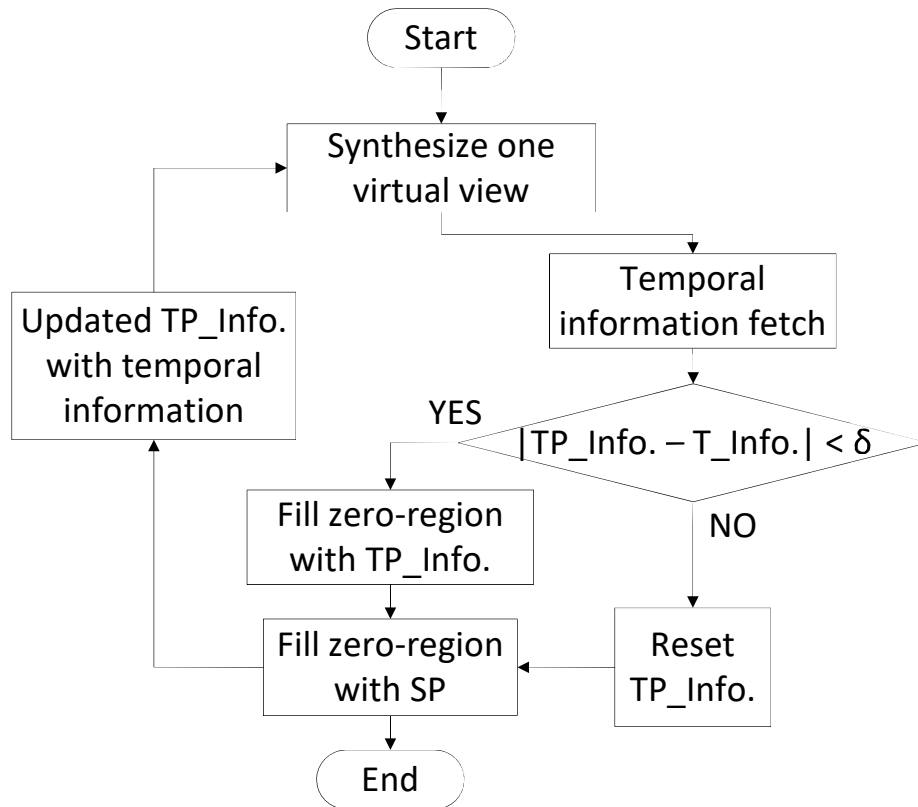 Start
Synthesize one
virtual view
Temporal
information fetch
Updated TP_Info.
with temporal
information
YES
|TP_Info. – T_Info.| < δ
Fill zero-region
with TP_Info.
NO
Fill zero-region
with SP
Reset
TP_Info.
End